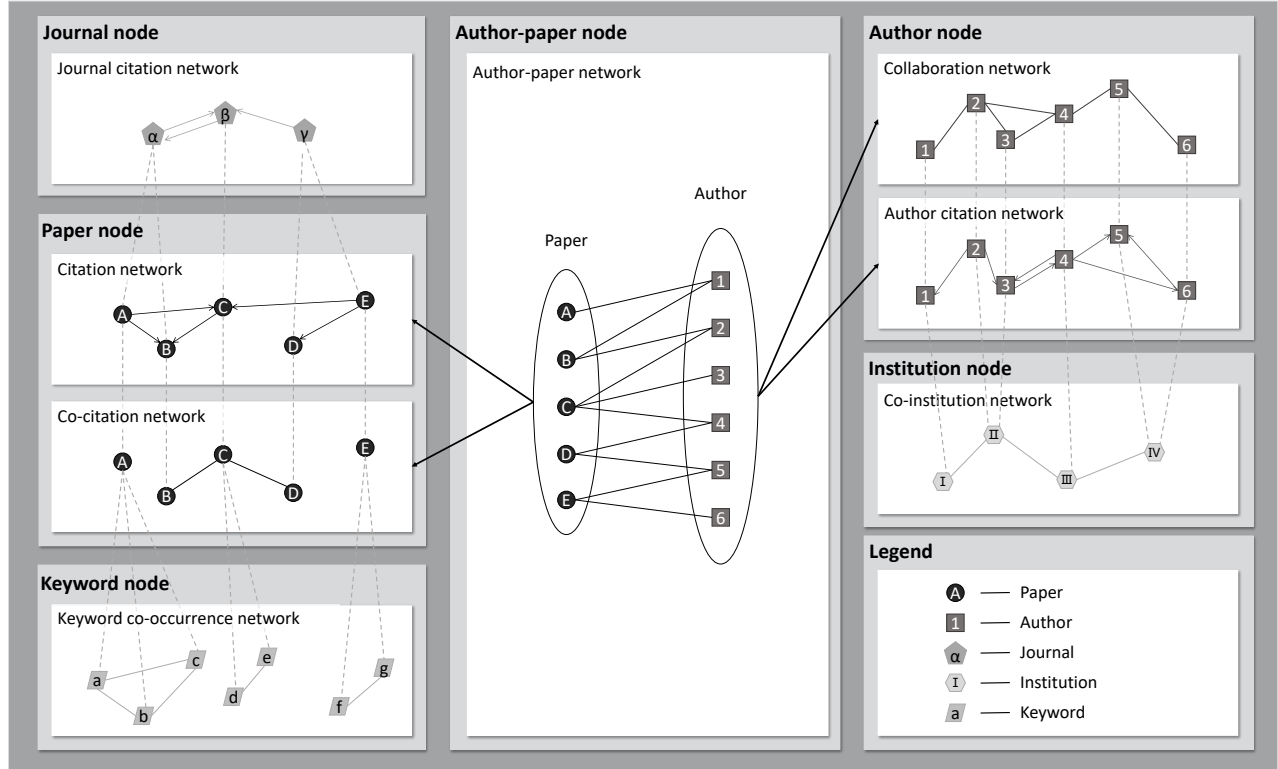 Journal node
Journal citation network
α
β
γ
Paper node
Citation network
A
B
C
D
E
Co-citation network
A
B
C
D
E
Keyword node
Keyword co-occurrence network
a
b
c
d
e
f
g
Author-paper node
Author-paper network
Paper
Author
A
B
C
D
E
1
2
3
4
5
6
Author node
Collaboration network
1
2
3
4
5
6
Author citation network
1
2
3
4
5
6
Institution node
Co-institution network
I
II
III
IV
Legend
A Paper
1 Author
α Journal
I Institution
a Keyword